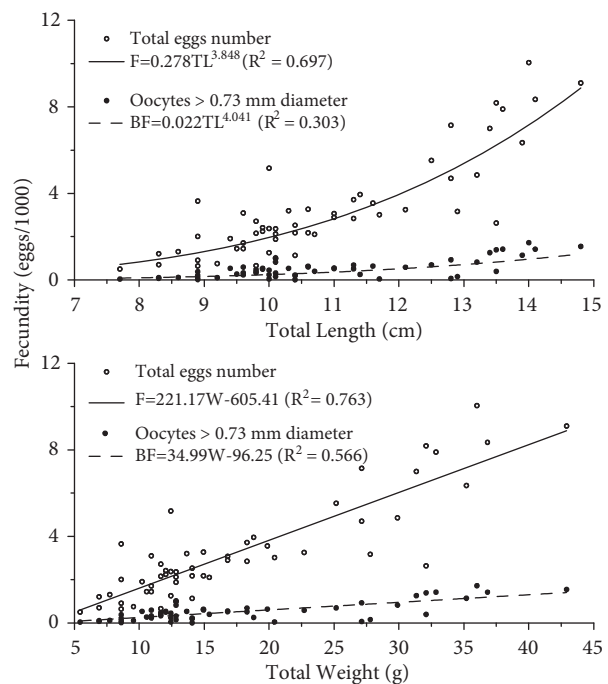 Fecundity (eggs/1000)
12
8
4
0
Total eggs number
F=0.278TL^3.848 (R² = 0.697)
Oocytes > 0.73 mm diameter
BF=0.022TL^4.041 (R² = 0.303)
7 8 9 10 11 12 13 14 15
Total Length (cm)
12
8
4
0
Total eggs number
F=221.17W-605.41 (R² = 0.763)
Oocytes > 0.73 mm diameter
BF=34.99W-96.25 (R² = 0.566)
5 10 15 20 25 30 35 40 45
Total Weight (g)